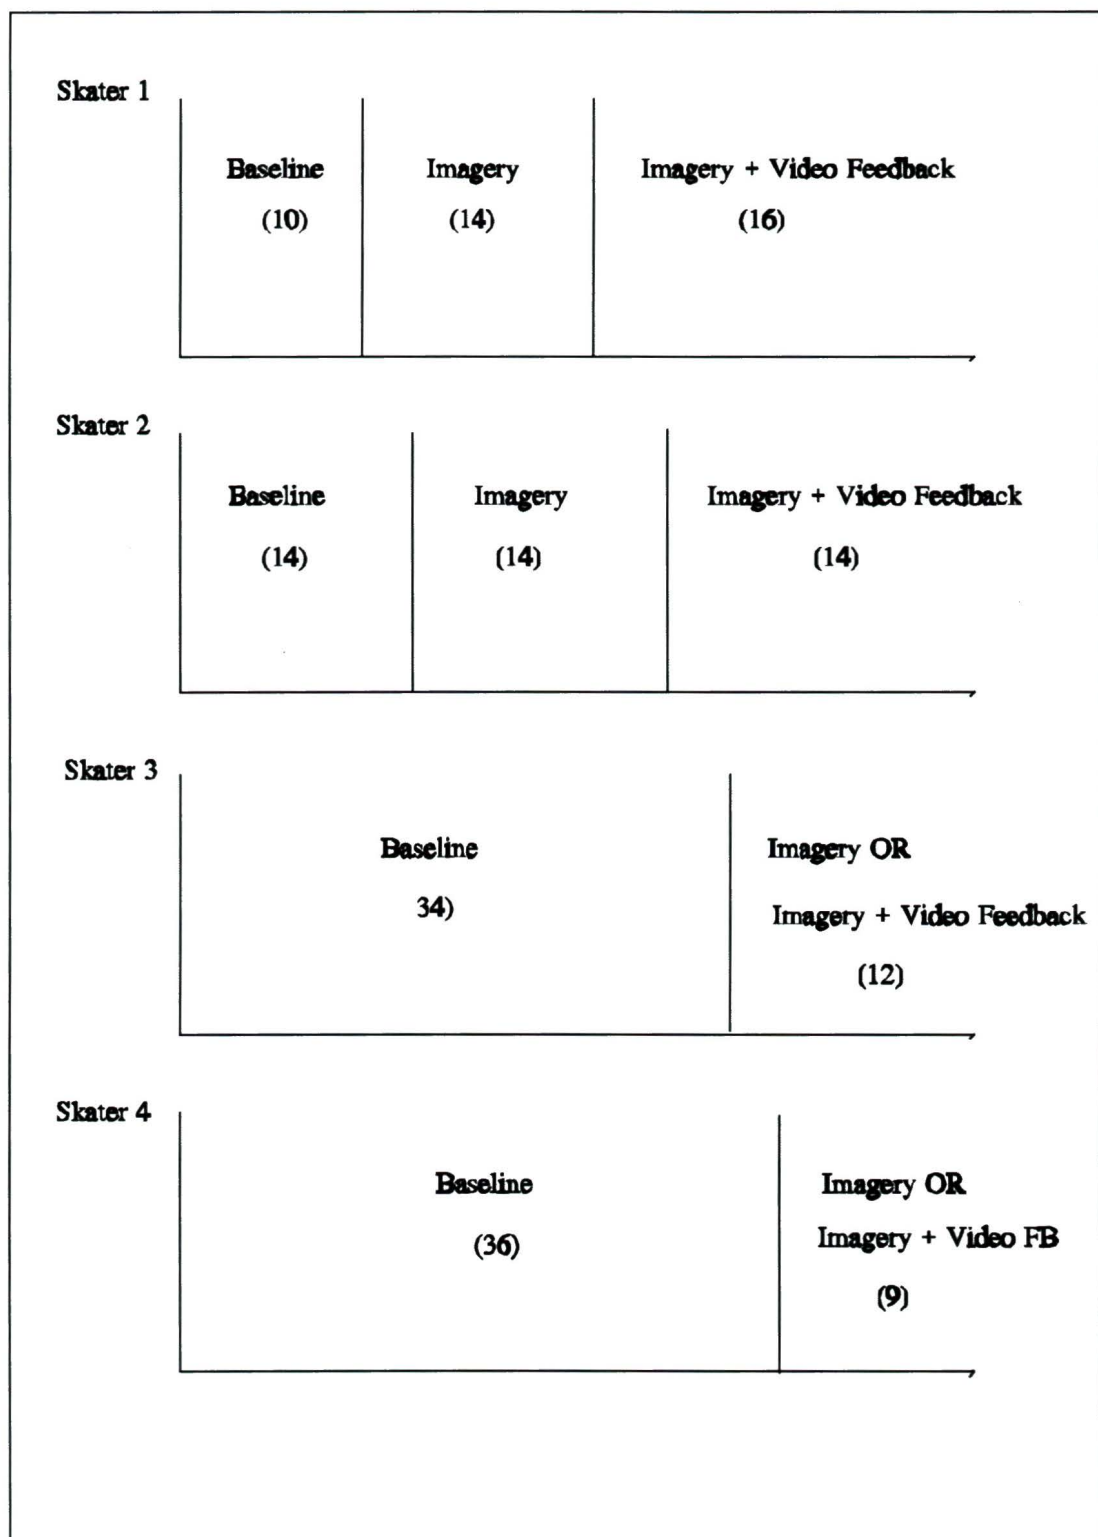 Skater 1
Baseline
Imagery
Imagery + Video Feedback
(10)
(14)
(16)
Skater 2
Baseline
Imagery
Imagery + Video Feedback
(14)
(14)
(14)
Skater 3
Baseline
34)
Imagery OR
Imagery + Video Feedback
(12)
Skater 4
Baseline
(36)
Imagery OR
Imagery + Video FB
(9)